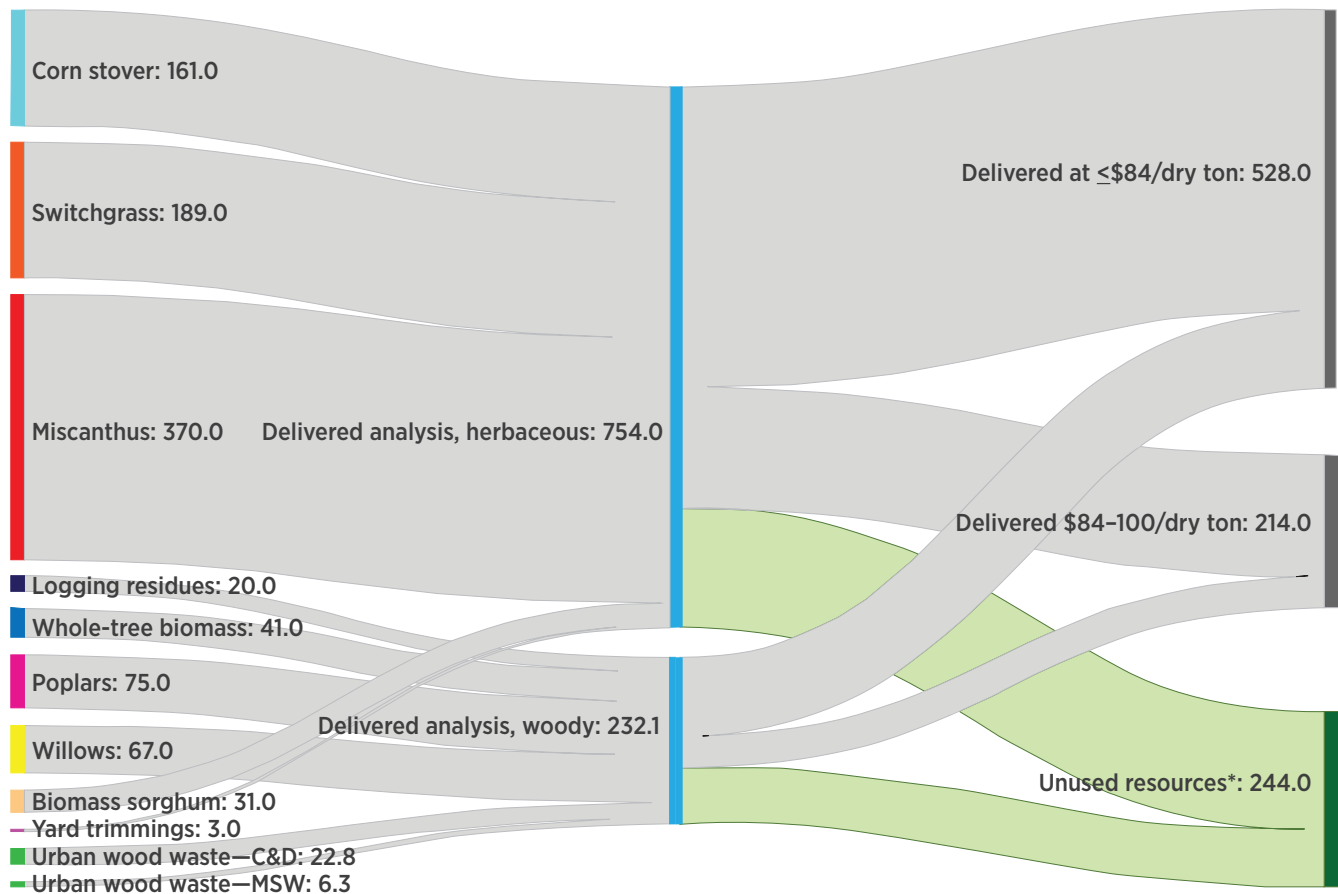 Corn stover: 161.0
Delivered at ≤$84/dry ton: 528.0
Switchgrass: 189.0
Miscanthus: 370.0
Delivered analysis, herbaceous: 754.0
Delivered $84–100/dry ton: 214.0
Logging residues: 20.0
Whole-tree biomass: 41.0
Poplars: 75.0
Delivered analysis, woody: 232.1
Willows: 67.0
Unused resources*: 244.0
Biomass sorghum: 31.0
Yard trimmings: 3.0
Urban wood waste—C&D: 22.8
Urban wood waste—MSW: 6.3